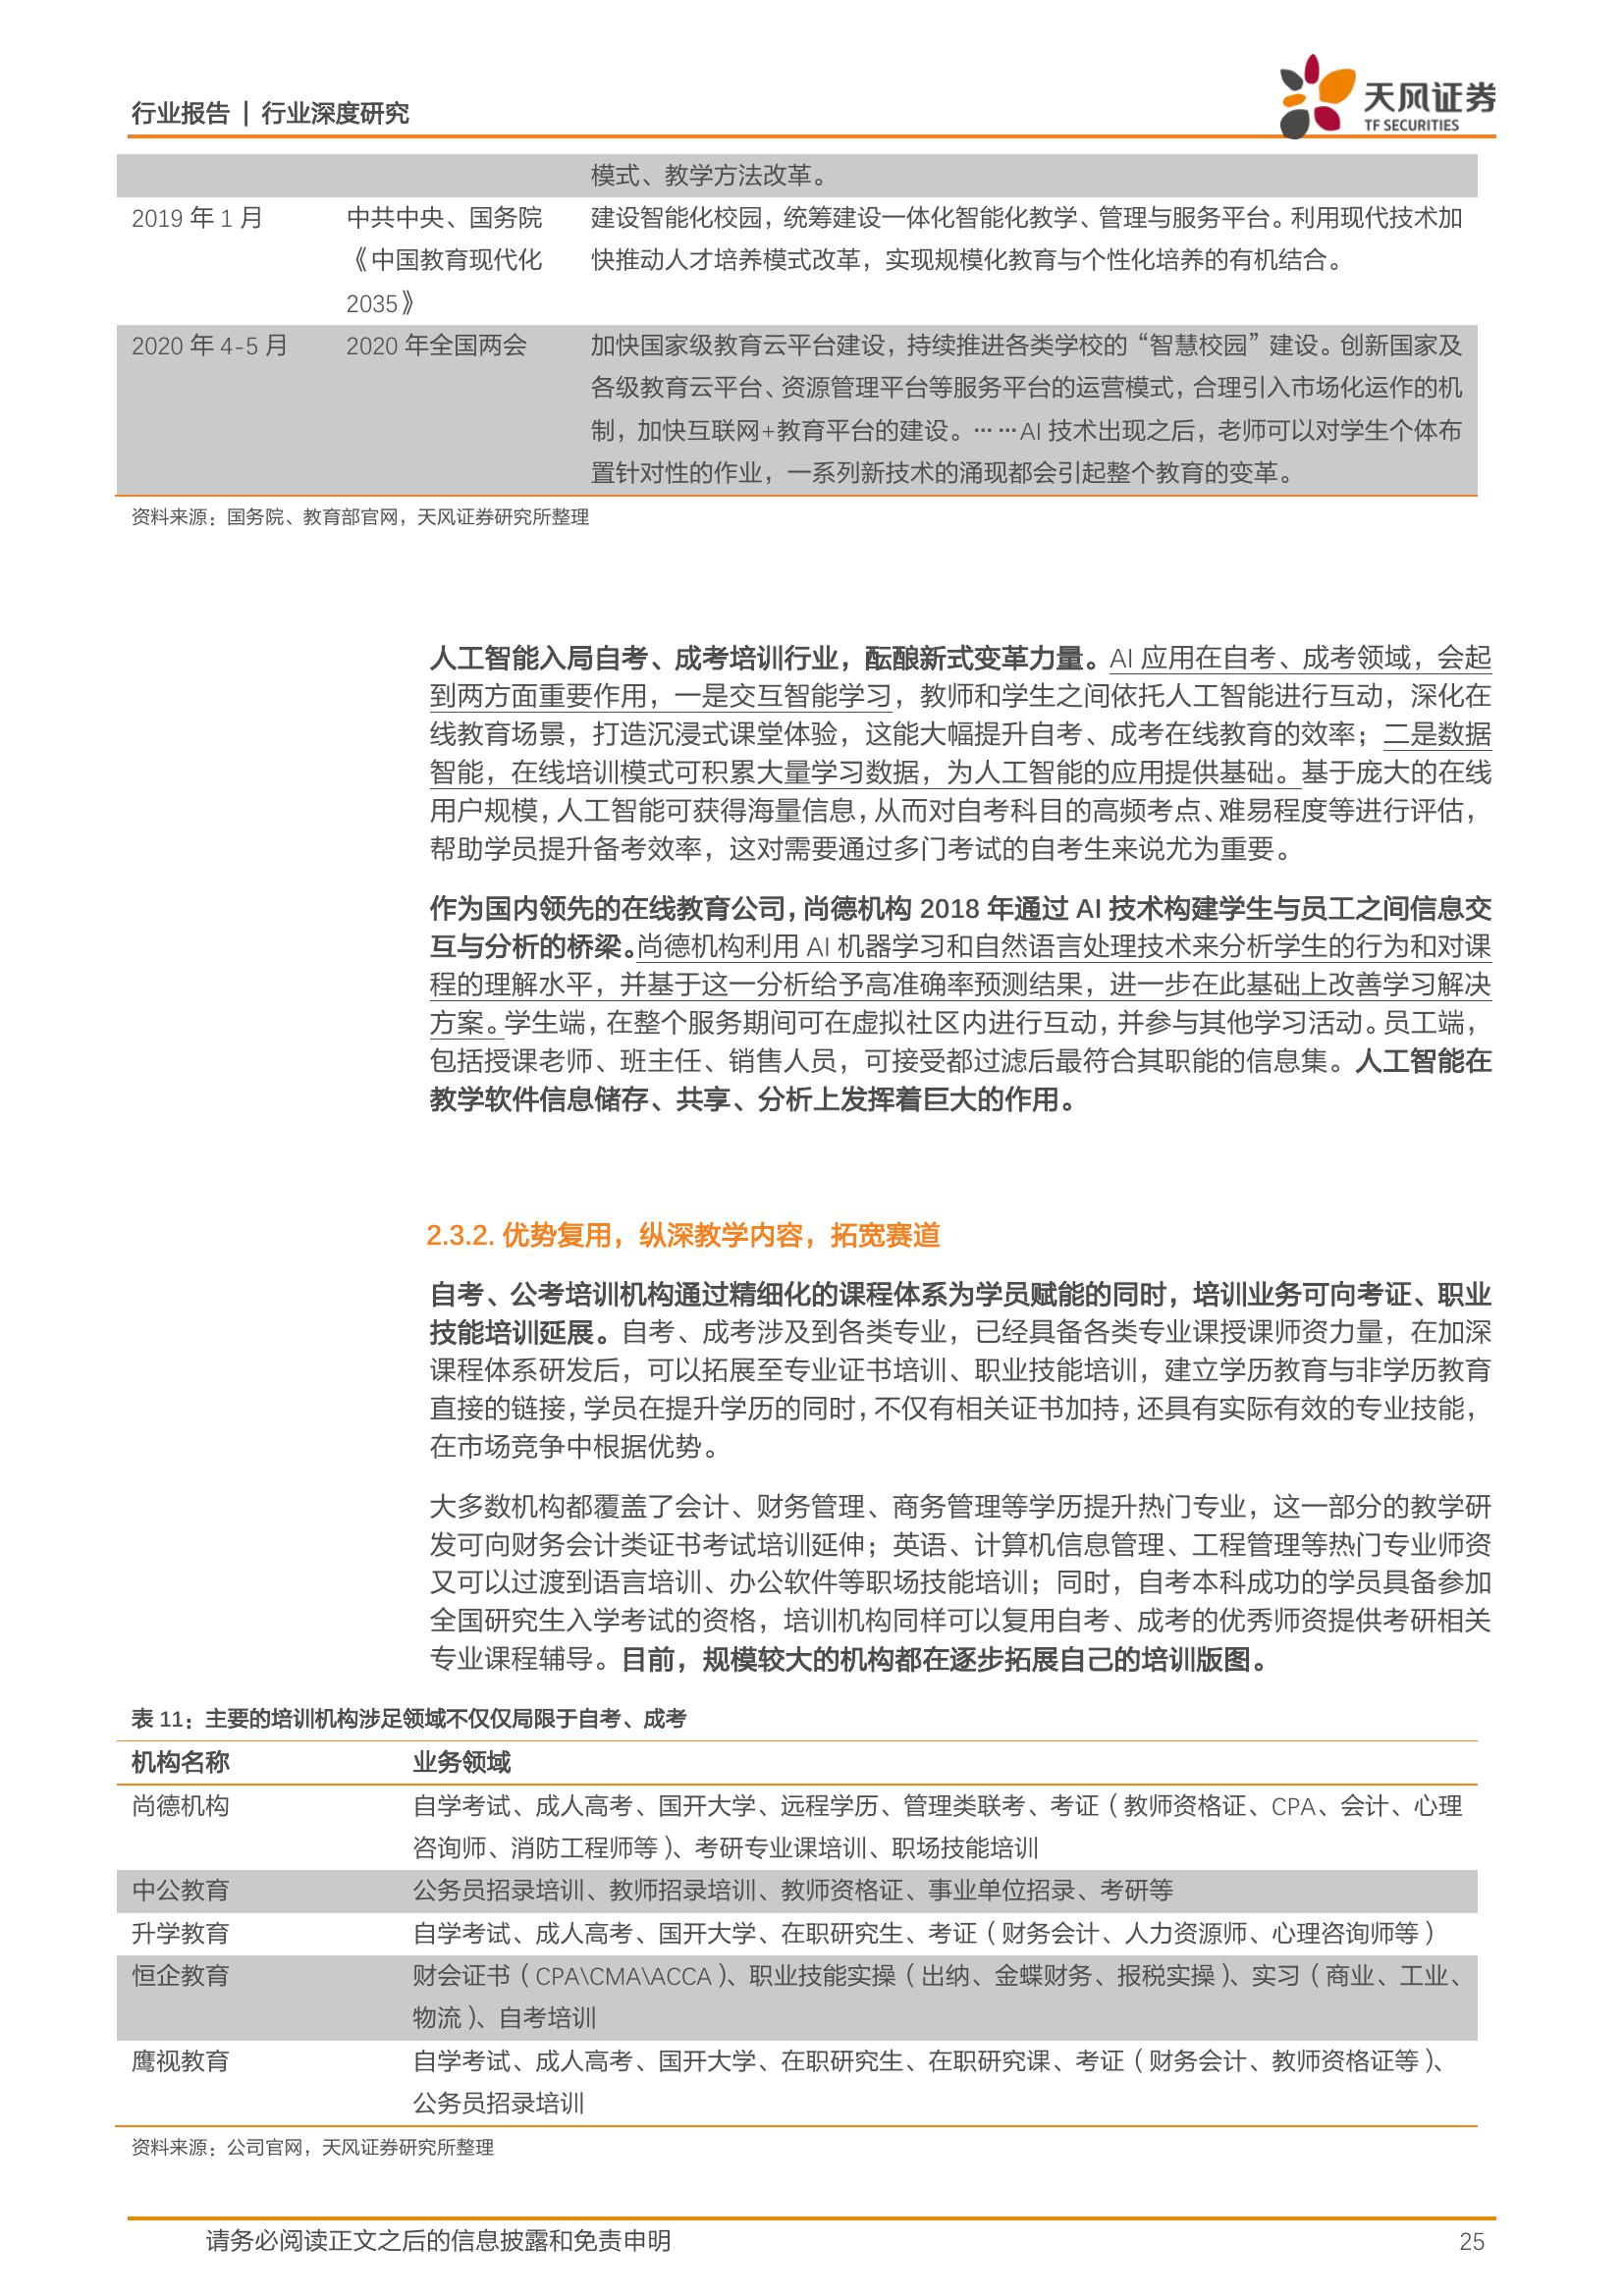 行业报告 | 行业深度研究
天风证券
TF SECURITIES
模式、教学方法改革。
2019 年 1 月 中共中央、国务院 建设智能化校园，统筹建设一体化智能化教学、管理与服务平台。利用现代技术加
《中国教育现代化 快推动人才培养模式改革，实现规模化教育与个性化培养的有机结合。
2035》
2020 年 4-5 月 2020 年全国两会 加快国家级教育云平台建设，持续推进各类学校的“智慧校园”建设。创新国家及
各级教育云平台、资源管理平台等服务平台的运营模式，合理引入市场化运作的机
制，加快互联网+教育平台的建设。……AI 技术出现之后，老师可以对学生个体布
置针对性的作业，一系列新技术的涌现都会引起整个教育的变革。
资料来源：国务院、教育部官网，天风证券研究所整理
人工智能入局自考、成考培训行业，酝酿新式变革力量。AI 应用在自考、成考领域，会起
到两方面重要作用，一是交互智能学习，教师和学生之间依托人工智能进行互动，深化在
线教育场景，打造沉浸式课堂体验，这能大幅提升自考、成考在线教育的效率；二是数据
智能，在线培训模式可积累大量学习数据，为人工智能的应用提供基础。基于庞大的在线
用户规模，人工智能可获得海量信息，从而对自考科目的高频考点、难易程度等进行评估，
帮助学员提升备考效率，这对需要通过多门考试的自考生来说尤为重要。
作为国内领先的在线教育公司，尚德机构 2018 年通过 AI 技术构建学生与员工之间信息交
互与分析的桥梁。尚德机构利用 AI 机器学习和自然语言处理技术来分析学生的行为和对课
程的理解水平，并基于这一分析给予高准确率预测结果，进一步在此基础上改善学习解决
方案。学生端，在整个服务期间可在虚拟社区内进行互动，并参与其他学习活动。员工端，
包括授课老师、班主任、销售人员，可接受都过滤后最符合其职能的信息集。人工智能在
教学软件信息储存、共享、分析上发挥着巨大的作用。
2.3.2. 优势复用，纵深教学内容，拓宽赛道
自考、公考培训机构通过精细化的课程体系为学员赋能的同时，培训业务可向考证、职业
技能培训延展。自考、成考涉及到各类专业，已经具备各类专业课授课师资力量，在加深
课程体系研发后，可以拓展至专业证书培训、职业技能培训，建立学历教育与非学历教育
直接的链接，学员在提升学历的同时，不仅有相关证书加持，还具有实际有效的专业技能，
在市场竞争中根据优势。
大多数机构都覆盖了会计、财务管理、商务管理等学历提升热门专业，这一部分的教学研
发可向财务会计类证书考试培训延伸；英语、计算机信息管理、工程管理等热门专业师资
又可以过渡到语言培训、办公软件等职场技能培训；同时，自考本科成功的学员具备参加
全国研究生入学考试的资格，培训机构同样可以复用自考、成考的优秀师资提供考研相关
专业课程辅导。目前，规模较大的机构都在逐步拓展自己的培训版图。
表 11：主要的培训机构涉足领域不仅仅局限于自考、成考
机构名称 业务领域
尚德机构 自学考试、成人高考、国开大学、远程学历、管理类联考、考证（教师资格证、CPA、会计、心理
咨询师、消防工程师等）、考研专业课培训、职场技能培训
中公教育 公务员招录培训、教师招录培训、教师资格证、事业单位招录、考研等
升学教育 自学考试、成人高考、国开大学、在职研究生、考证（财务会计、人力资源师、心理咨询师等）
恒企教育 财会证书（CPA\CMA\ACCA）、职业技能实操（出纳、金蝶财务、报税实操）、实习（商业、工业、
物流）、自考培训
鹰视教育 自学考试、成人高考、国开大学、在职研究生、在职研究课、考证（财务会计、教师资格证等）、
公务员招录培训
资料来源：公司官网，天风证券研究所整理
请务必阅读正文之后的信息披露和免责申明 25